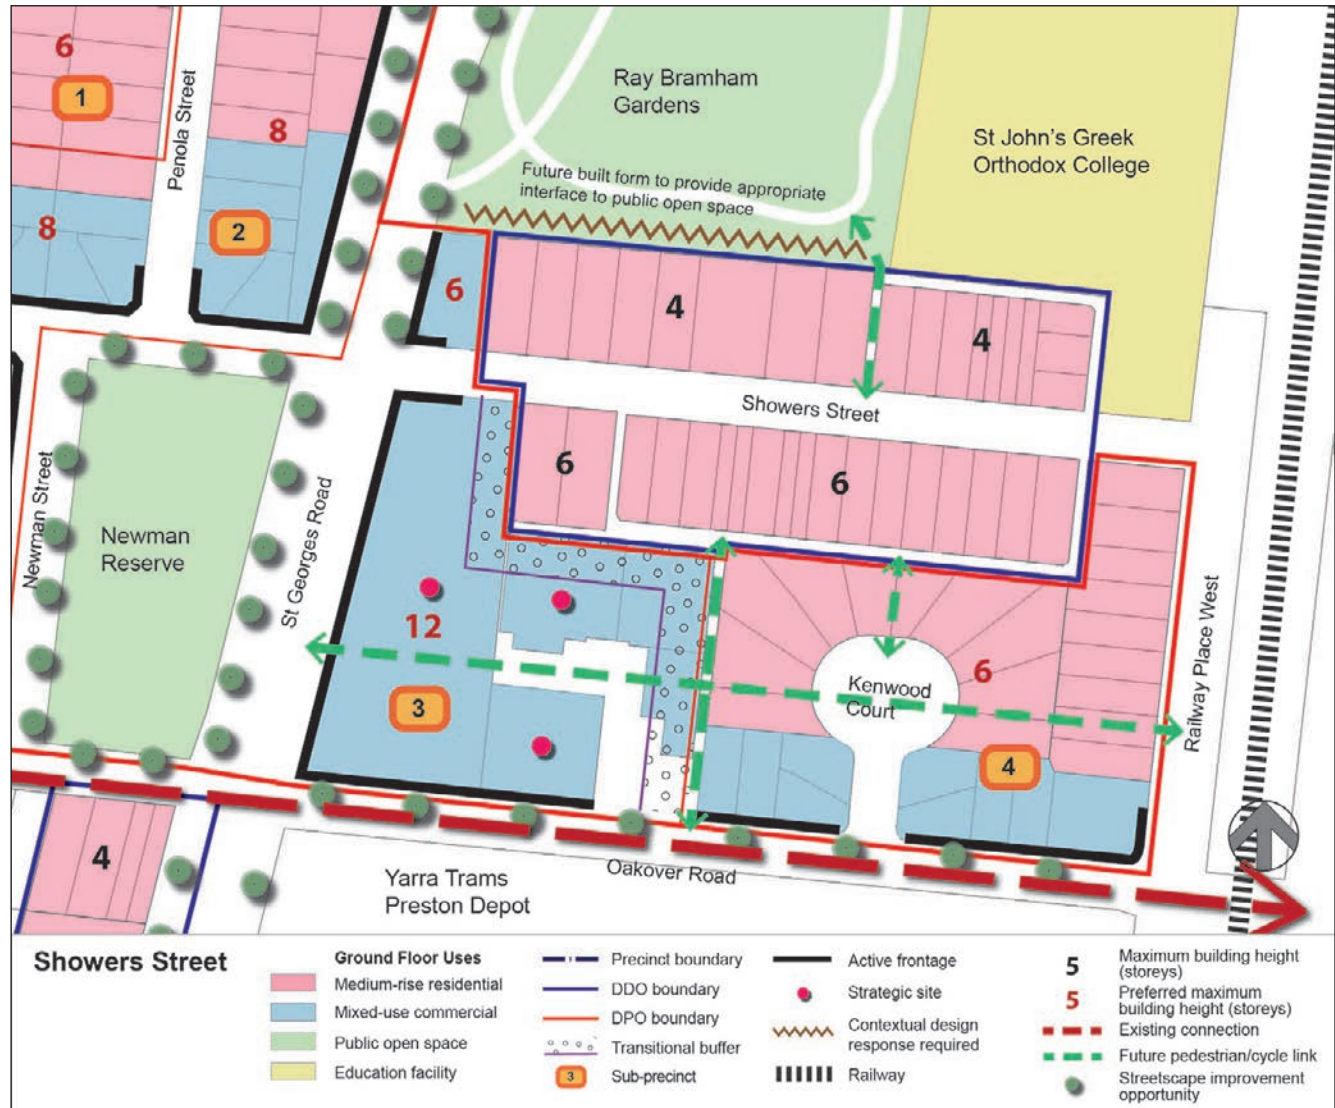 6
1
Penola Street
8
8
2
Ray Bramham
Gardens
St John's Greek
Orthodox College
Future built form to provide appropriate
interface to public open space
6
4
4
Showers Street
6
6
Newman Street
Newman
Reserve
St Georges Road
12
3
Kenwood
Court
6
4
Railway Place West
4
Oakover Road
Yarra Trams
Preston Depot
Showers Street
Ground Floor Uses
Medium-rise residential
Mixed-use commercial
Public open space
Education facility
Precinct boundary
DDO boundary
DPO boundary
Transitional buffer
3
Sub-precinct
Active frontage
Strategic site
Contextual design
response required
Railway
5
Maximum building height
(storeys)
5
Preferred maximum
building height (storeys)
Existing connection
Future pedestrian/cycle link
Streetscape improvement
opportunity